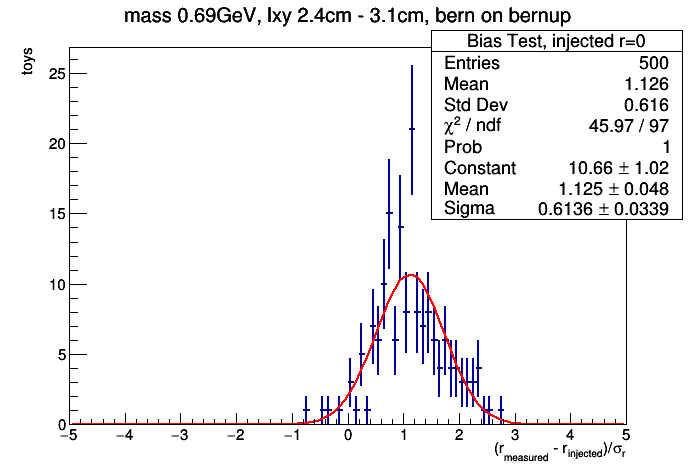 mass 0.69GeV, lxy 2.4cm - 3.1cm, bern on bernup
toys
Bias Test, injected r=0
Entries 500
Mean 1.126
Std Dev 0.616
χ² / ndf 45.97 / 97
Prob 1
Constant 10.66 ± 1.02
Mean 1.125 ± 0.048
Sigma 0.6136 ± 0.0339
25
20
15
10
5
0
−5 −4 −3 −2 −1 0 1 2 3 4 5
(r_measured - r_injected)/σ_r